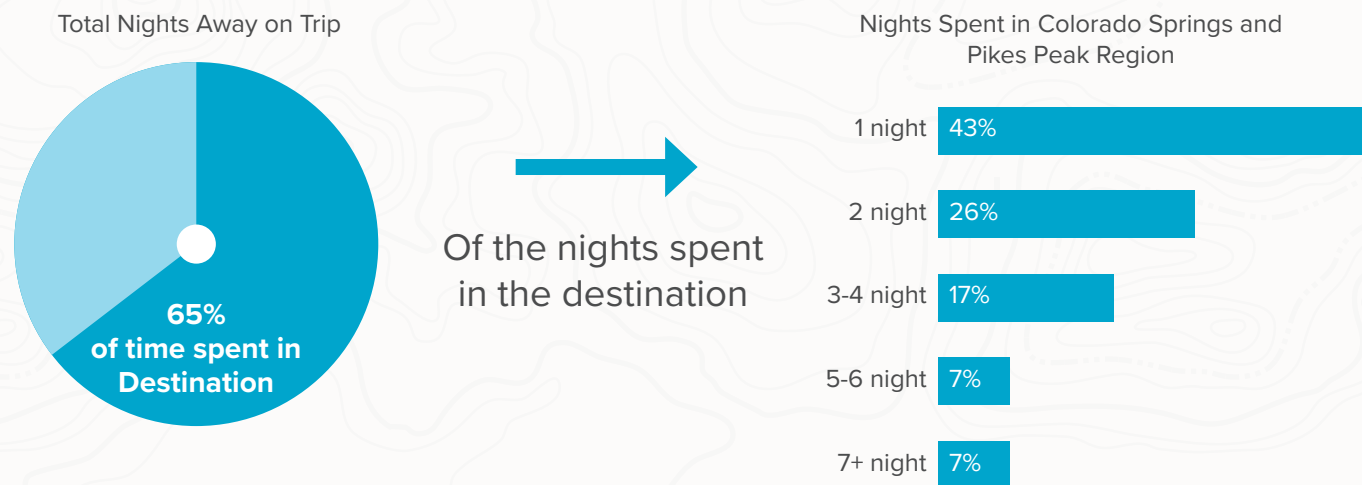 Total Nights Away on Trip
65%
of time spent in
Destination
Of the nights spent
in the destination
Nights Spent in Colorado Springs and
Pikes Peak Region
1 night 43%
2 night 26%
3-4 night 17%
5-6 night 7%
7+ night 7%